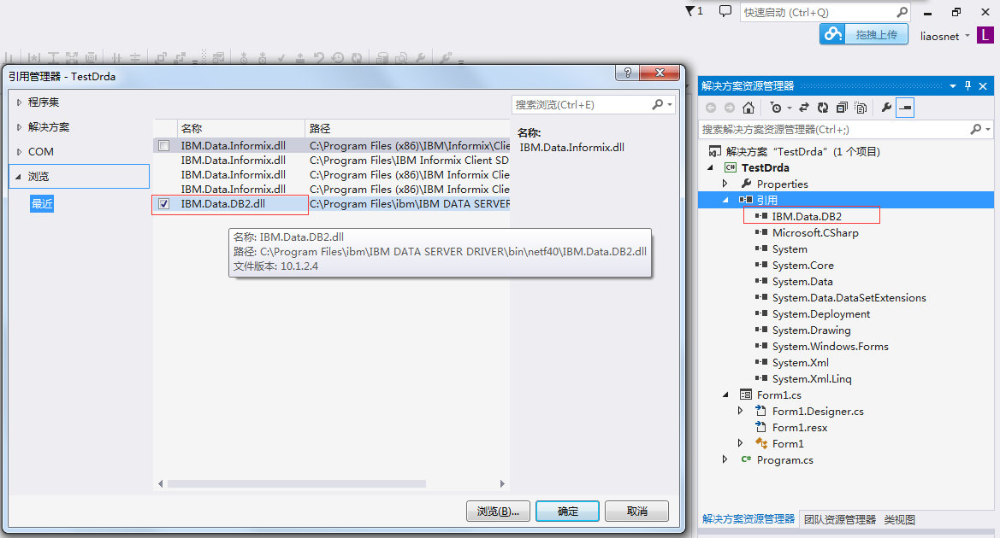 1
快速启动 (Ctrl+Q)
拖拽上传
liaosnet
L
引用管理器 - TestDrda
程序集
解决方案
COM
浏览
最近
搜索浏览(Ctrl+E)
名称 路径
IBM.Data.Informix.dll C:\Program Files (x86)\IBM\Informix\Clie
IBM.Data.Informix.dll C:\Program Files\IBM Informix Client SD
IBM.Data.Informix.dll C:\Program Files (x86)\IBM Informix Clie
IBM.Data.Informix.dll C:\Program Files (x86)\IBM Informix Clie
IBM.Data.DB2.dll C:\Program Files\ibm\IBM DATA SERVER
名称: IBM.Data.DB2.dll
路径: C:\Program Files\ibm\IBM DATA SERVER DRIVER\bin\netf40\IBM.Data.DB2.dll
文件版本: 10.1.2.4
名称:
IBM.Data.Informix.dll
浏览(B)... 确定 取消
解决方案资源管理器
搜索解决方案资源管理器(Ctrl+;)
解决方案“TestDrda”(1 个项目)
C# TestDrda
Properties
引用
IBM.Data.DB2
Microsoft.CSharp
System
System.Core
System.Data
System.Data.DataSetExtensions
System.Deployment
System.Drawing
System.Windows.Forms
System.Xml
System.Xml.Linq
Form1.cs
Form1.Designer.cs
Form1.resx
Form1
C# Program.cs
解决方案资源管理器 团队资源管理器 类视图